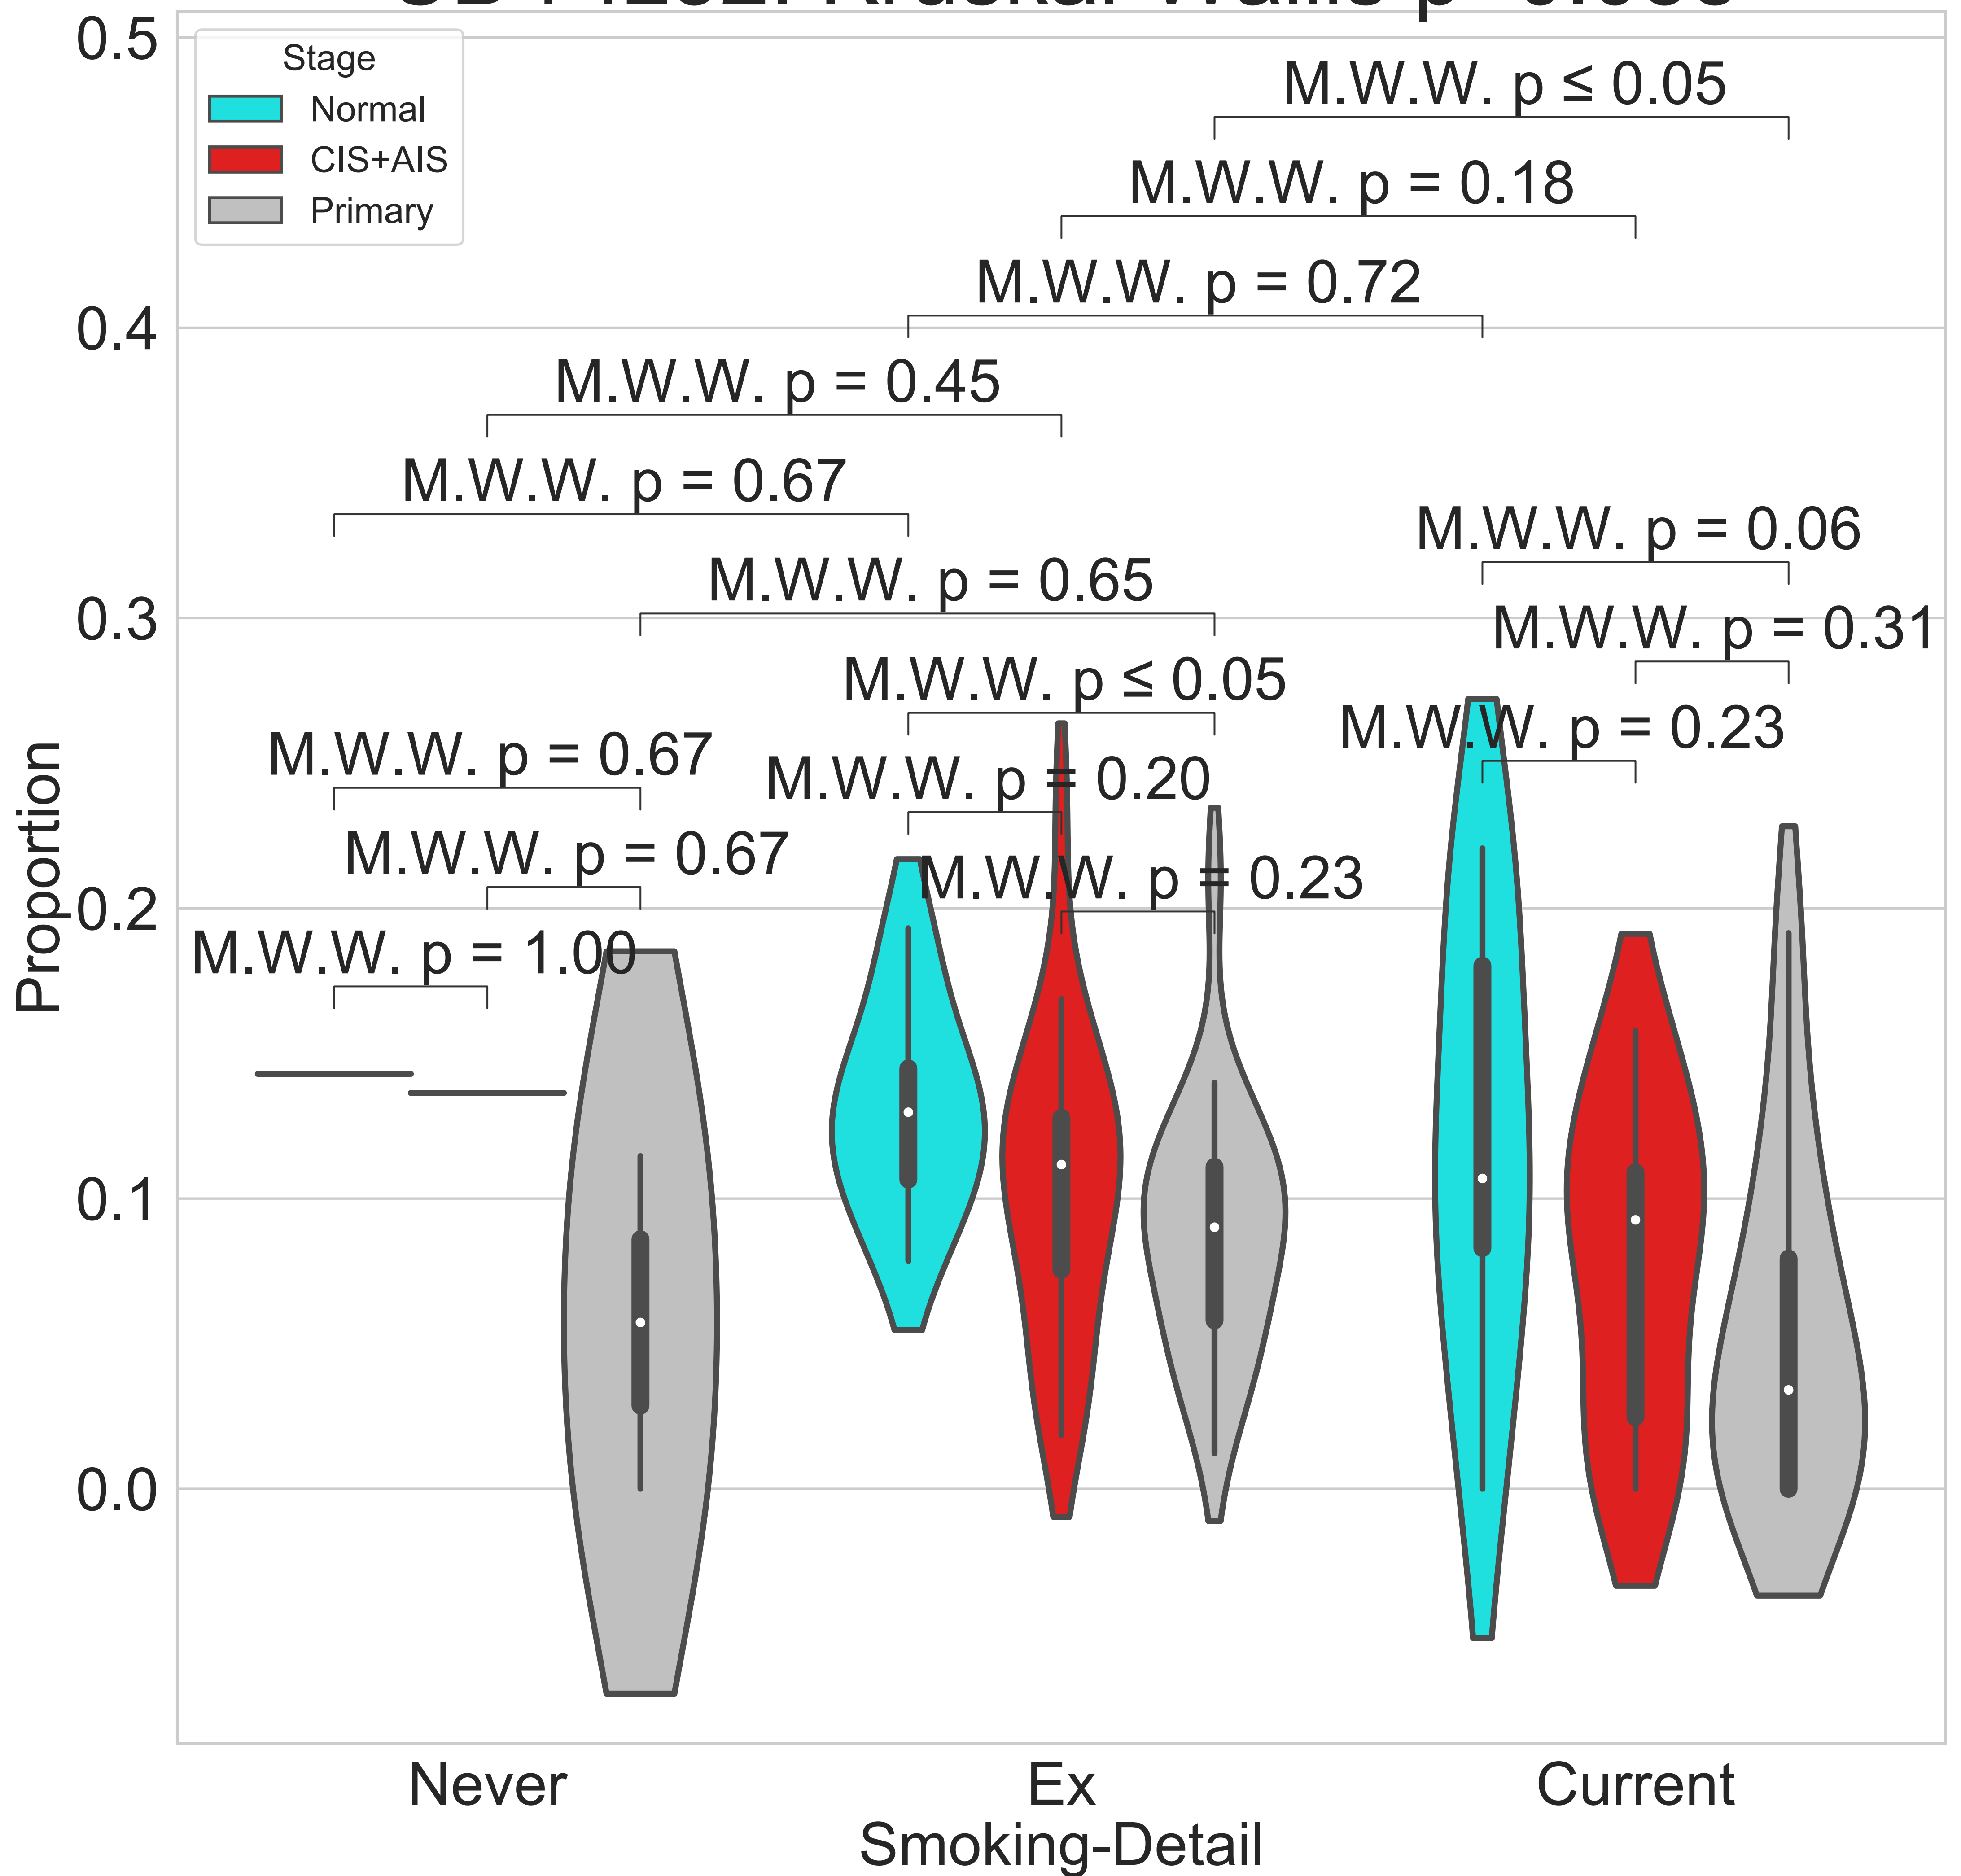 0.5
0.4
0.3
0.2
0.1
0.0
Proportion
Stage
Normal
CIS+AIS
Primary
M.W.W. p ≤ 0.05
M.W.W. p = 0.18
M.W.W. p = 0.72
M.W.W. p = 0.45
M.W.W. p = 0.67
M.W.W. p = 0.06
M.W.W. p = 0.65
M.W.W. p = 0.31
M.W.W. p ≤ 0.05
M.W.W. p = 0.23
M.W.W. p = 0.67
M.W.W. p = 0.20
M.W.W. p = 0.67
M.W.W. p = 0.23
M.W.W. p = 1.00
Never
Ex
Current
Smoking-Detail